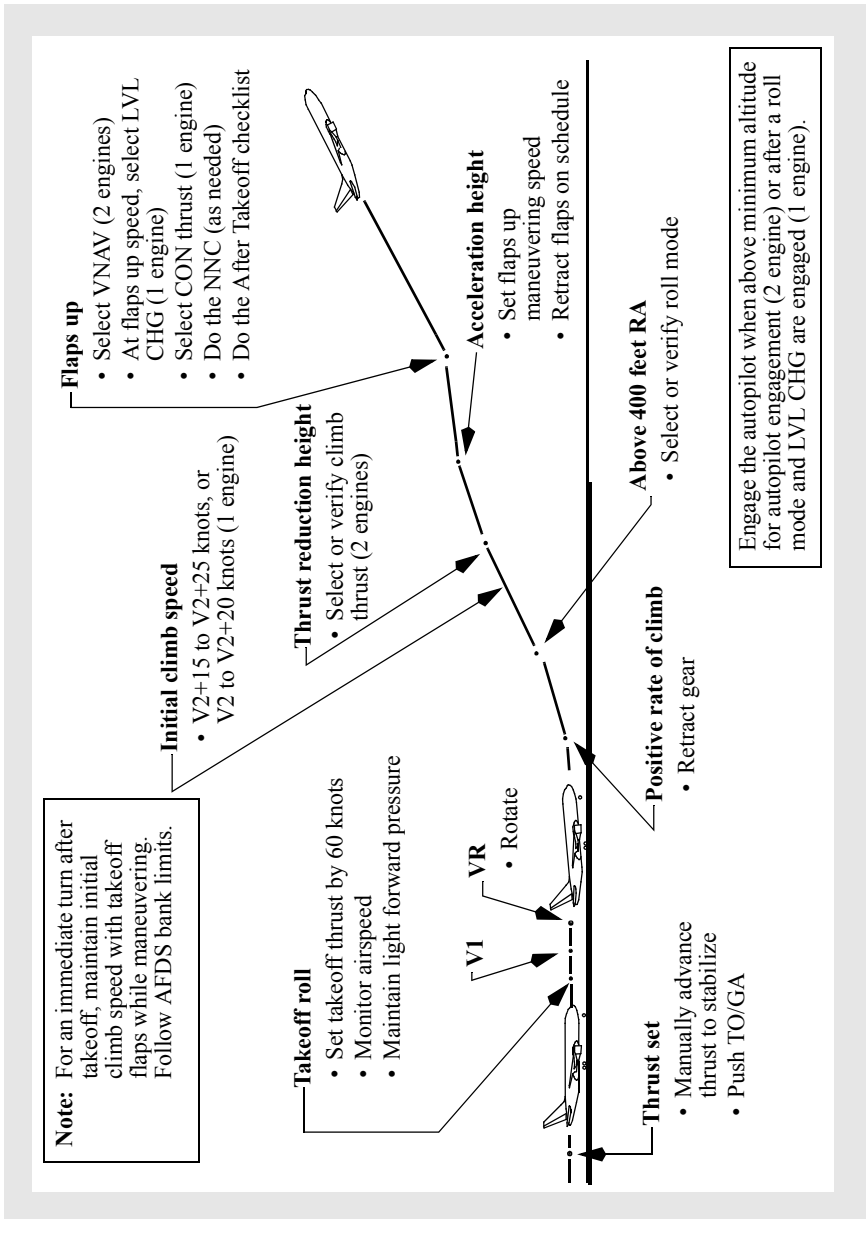 Note: For an immediate turn after
takeoff, maintain initial
climb speed with takeoff
flaps while maneuvering.
Follow AFDS bank limits.
Initial climb speed
• V2+15 to V2+25 knots, or
V2 to V2+20 knots (1 engine)
Flaps up
• Select VNAV (2 engines)
• At flaps up speed, select LVL
CHG (1 engine)
• Select CON thrust (1 engine)
• Do the NNC (as needed)
• Do the After Takeoff checklist
Takeoff roll
• Set takeoff thrust by 60 knots
• Monitor airspeed
• Maintain light forward pressure
Thrust reduction height
• Select or verify climb
thrust (2 engines)
V1
VR
• Rotate
Acceleration height
• Set flaps up
maneuvering speed
• Retract flaps on schedule
Thrust set
• Manually advance
thrust to stabilize
• Push TO/GA
Positive rate of climb
• Retract gear
Above 400 feet RA
• Select or verify roll mode
Engage the autopilot when above minimum altitude
for autopilot engagement (2 engine) or after a roll
mode and LVL CHG are engaged (1 engine).